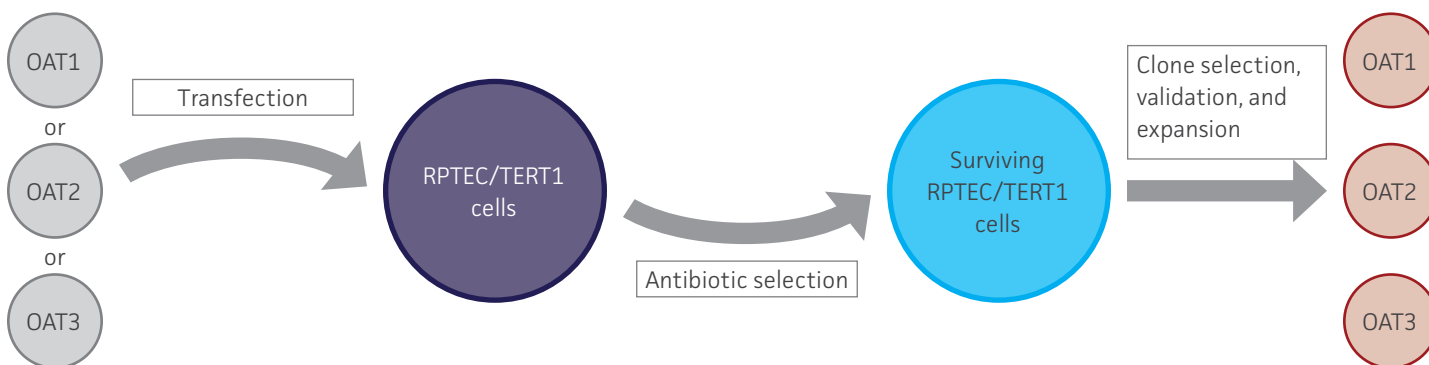 OAT1
or
OAT2
or
OAT3
Transfection
RPTEC/TERT1
cells
Antibiotic selection
Surviving
RPTEC/TERT1
cells
Clone selection,
validation, and
expansion
OAT1
OAT2
OAT3